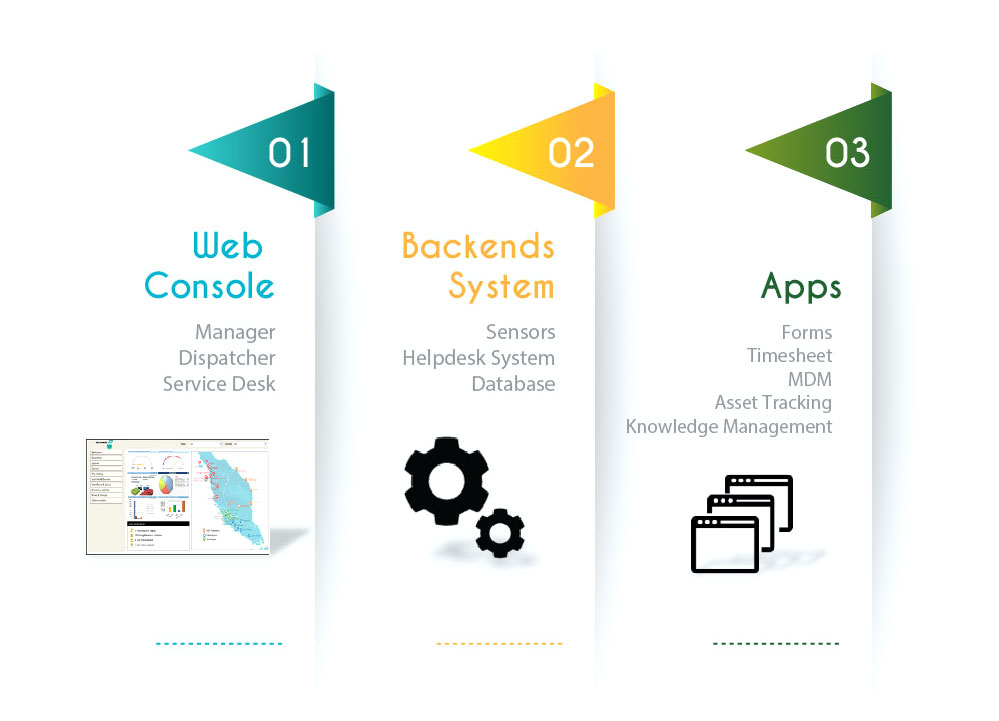 01
Web
Console
Manager
Dispatcher
Service Desk
02
Backends
System
Sensors
Helpdesk System
Database
03
Apps
Forms
Timesheet
MDM
Asset Tracking
Knowledge Management